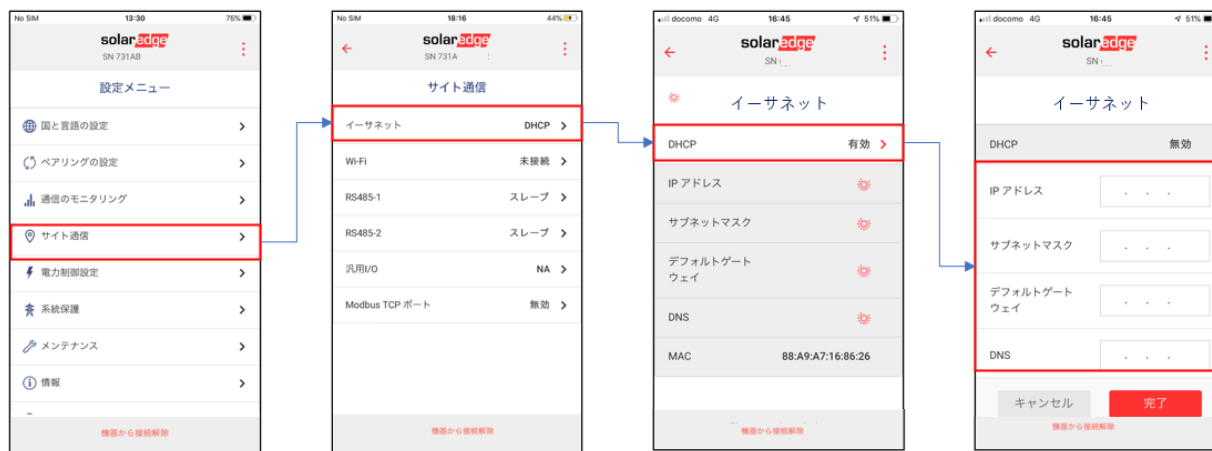 No SIM 13:30 75%
solaredge
SN 731AB
設定メニュー
国と言語の設定
ペアリングの設定
通信のモニタリング
サイト通信
電力制御設定
系統保護
メンテナンス
情報
機器から接続解除
No SIM 18:16 44%
solaredge
SN 731A
サイト通信
イーサネット DHCP
Wi-Fi 未接続
RS485-1 スレーブ
RS485-2 スレーブ
汎用I/O NA
Modbus TCP ポート 無効
機器から接続解除
docomo 4G 16:45 51%
solaredge
SN
イーサネット
DHCP 有効
IP アドレス
サブネットマスク
デフォルトゲート
ウェイ
DNS
MAC 88:A9:A7:16:86:26
機器から接続解除
docomo 4G 16:45 51%
solaredge
SN
イーサネット
DHCP 無効
IP アドレス . . .
サブネットマスク . . .
デフォルトゲート
ウェイ . . .
DNS . . .
キャンセル 完了
機器から接続解除